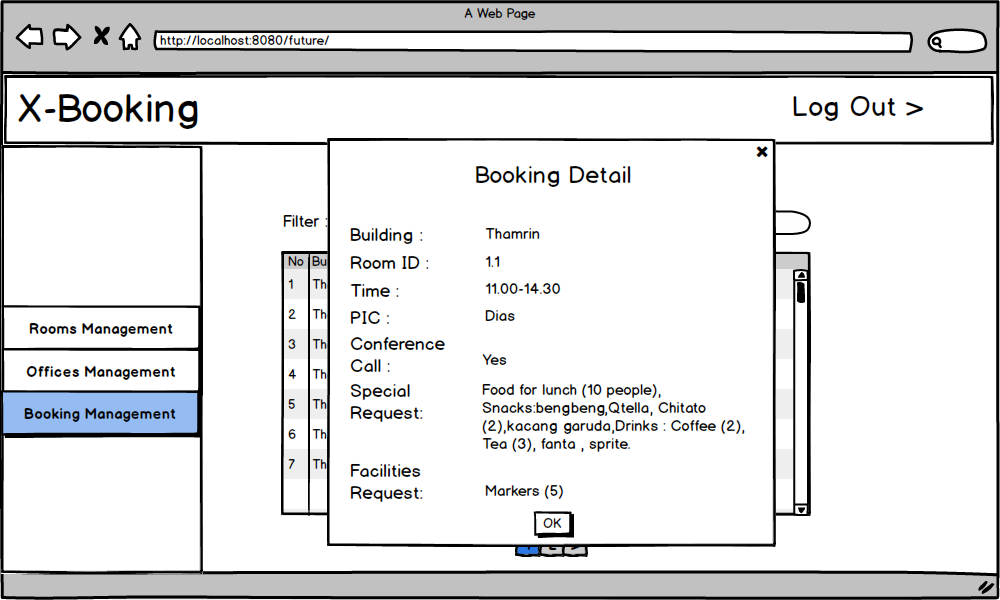 A Web Page
http://localhost:8080/future/
X-Booking
Log Out >
Rooms Management
Offices Management
Booking Management
Filter :
No Bu
1 Th
2 Th
3 Th
4 Th
5 Th
6 Th
7 Th
Booking Detail
Building : Thamrin
Room ID : 1.1
Time : 11.00-14.30
PIC : Dias
Conference
Call : Yes
Special
Request:
Food for lunch (10 people),
Snacks:bengbeng,Qtella, Chitato
(2),kacang garuda,Drinks : Coffee (2),
Tea (3), fanta , sprite.
Facilities
Request: Markers (5)
OK